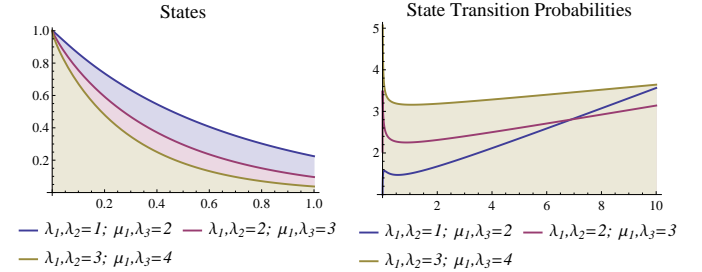 States
1.0
0.8
0.6
0.4
0.2
0.2 0.4 0.6 0.8 1.0
λ1,λ2=1; μ1,λ3=2 λ1,λ2=2; μ1,λ3=3
λ1,λ2=3; μ1,λ3=4
State Transition Probabilities
5
4
3
2
2 4 6 8 10
λ1,λ2=1; μ1,λ3=2 λ1,λ2=2; μ1,λ3=3
λ1,λ2=3; μ1,λ3=4